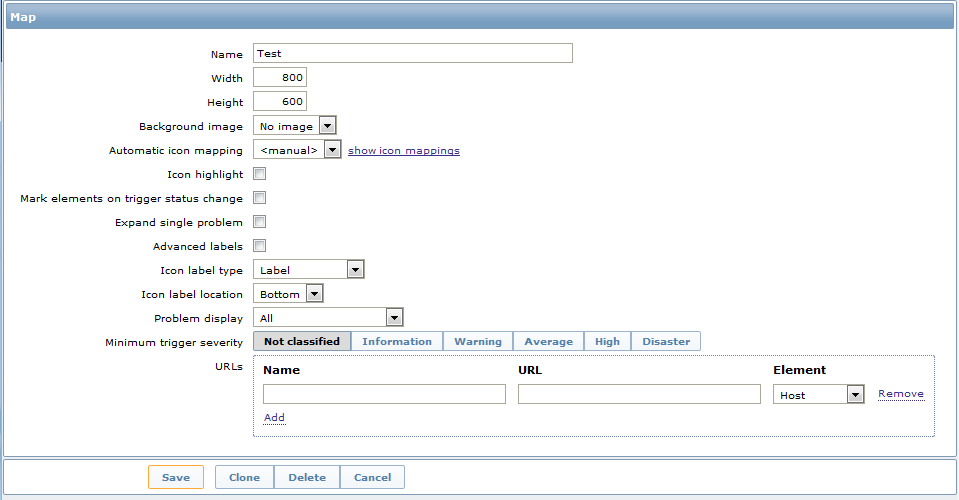 Map
Name Test
Width 800
Height 600
Background image No image
Automatic icon mapping <manual> show icon mappings
Icon highlight
Mark elements on trigger status change
Expand single problem
Advanced labels
Icon label type Label
Icon label location Bottom
Problem display All
Minimum trigger severity Not classified Information Warning Average High Disaster
URLs Name URL Element
Host Remove
Add
Save Clone Delete Cancel